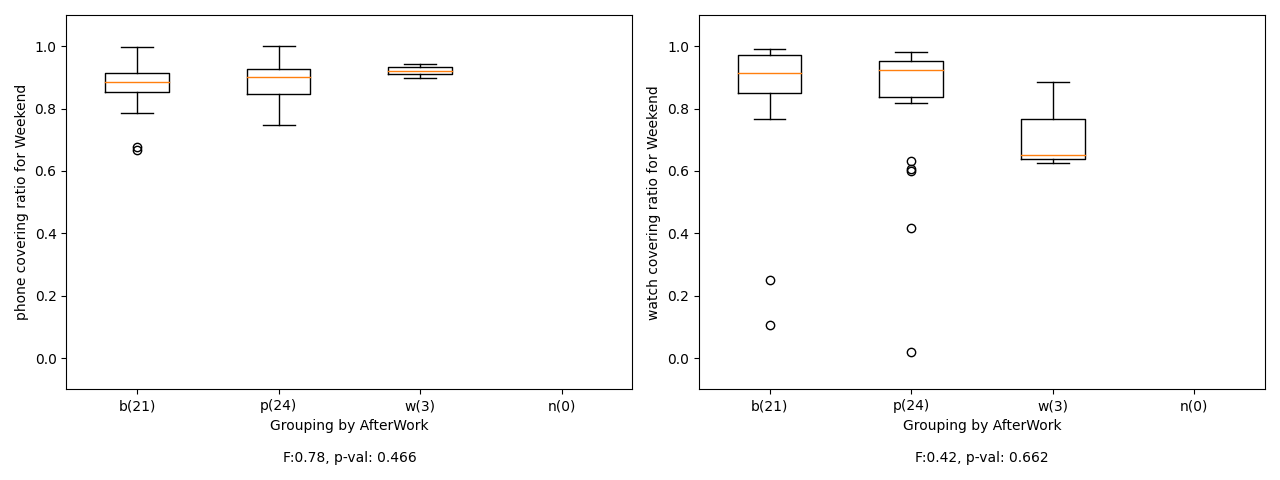 phone covering ratio for Weekend
1.0
0.8
0.6
0.4
0.2
0.0
b(21) p(24) w(3) n(0)
Grouping by AfterWork
F:0.78, p-val: 0.466
watch covering ratio for Weekend
1.0
0.8
0.6
0.4
0.2
0.0
b(21) p(24) w(3) n(0)
Grouping by AfterWork
F:0.42, p-val: 0.662